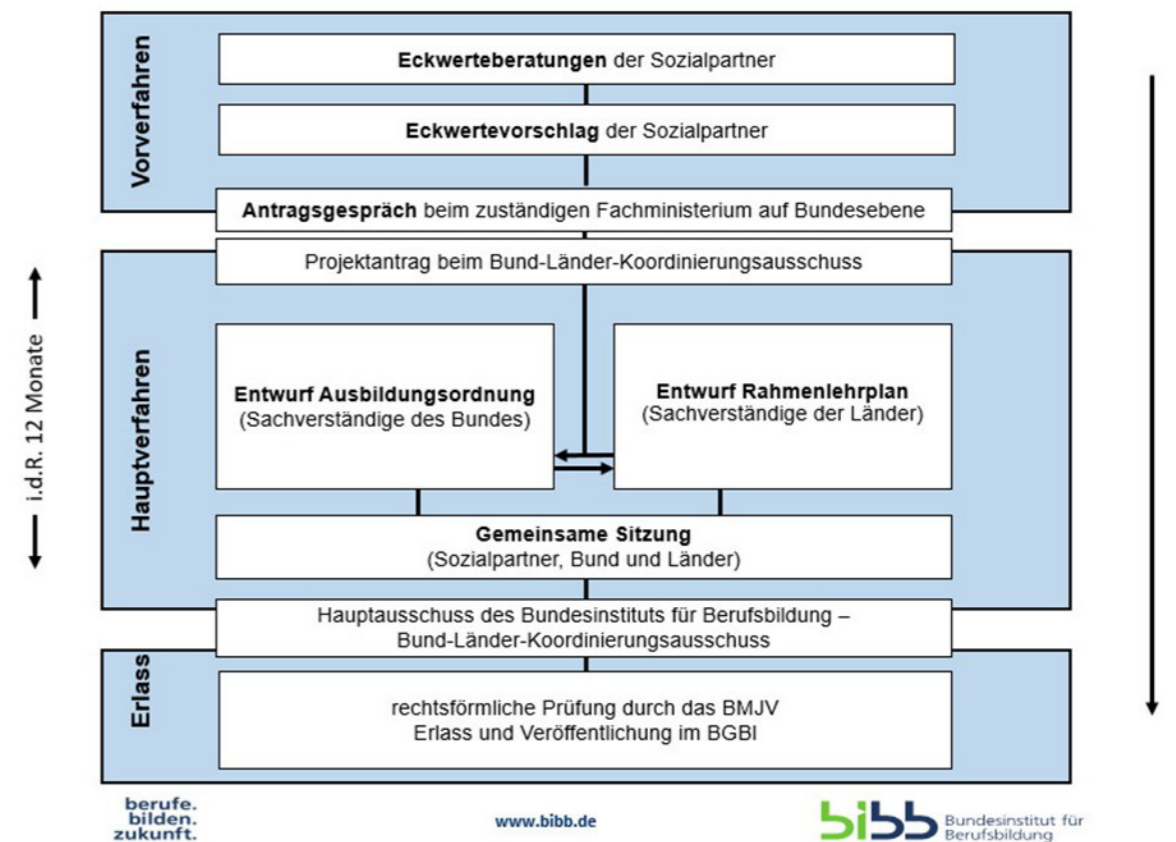 Vorverfahren
Eckwerteberatungen der Sozialpartner
Eckwertevorschlag der Sozialpartner
Antragsgespräch beim zuständigen Fachministerium auf Bundesebene
Projektantrag beim Bund-Länder-Koordinierungsausschuss
i.d.R. 12 Monate
Hauptverfahren
Entwurf Ausbildungsordnung
(Sachverständige des Bundes)
Entwurf Rahmenlehrplan
(Sachverständige der Länder)
Gemeinsame Sitzung
(Sozialpartner, Bund und Länder)
Hauptausschuss des Bundesinstituts für Berufsbildung –
Bund-Länder-Koordinierungsausschuss
Erlass
rechtsförmliche Prüfung durch das BMJV
Erlass und Veröffentlichung im BGBl
berufe.
bilden.
zukunft.
www.bibb.de
bibb
Bundesinstitut für
Berufsbildung